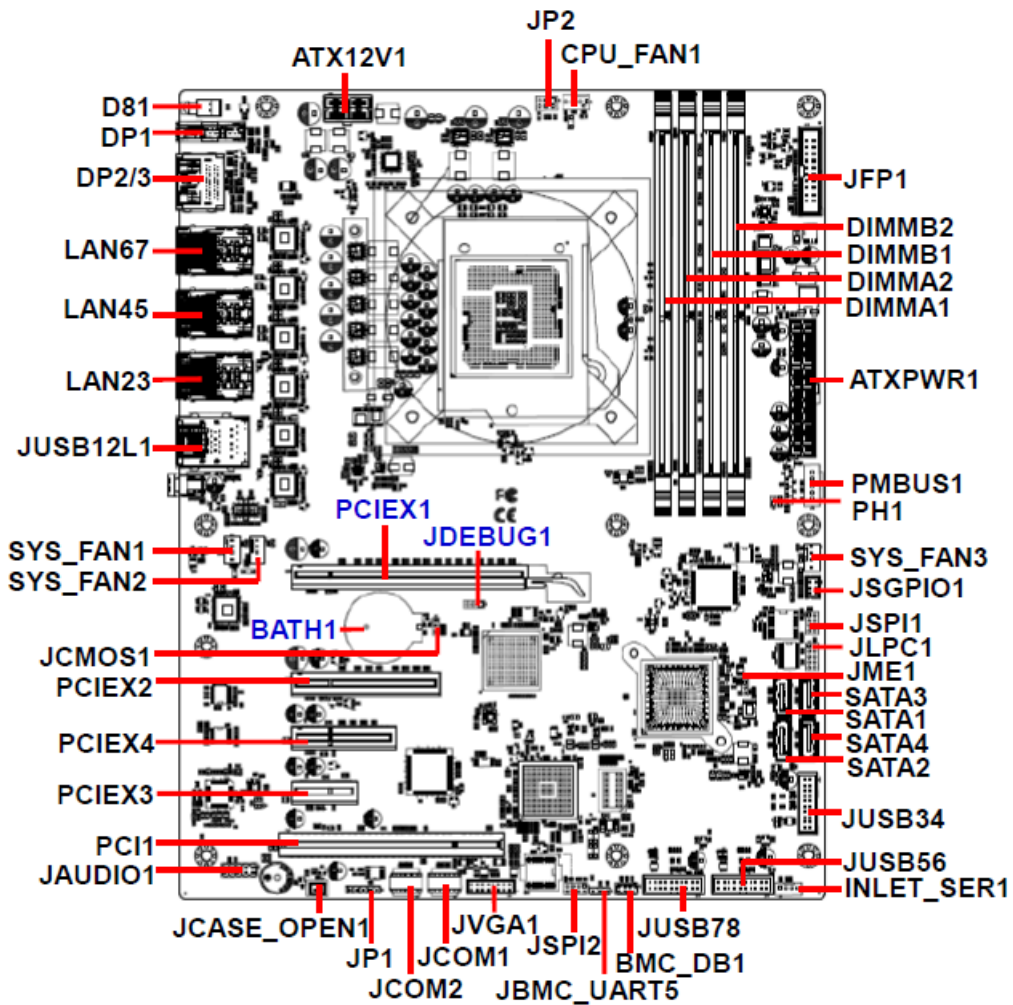 JP2
ATX12V1
CPU_FAN1
D81
DP1
DP2/3
JFP1
LAN67
DIMMB2
DIMMB1
DIMMA2
LAN45
DIMMA1
LAN23
ATXPWR1
JUSB12L1
PMBUS1
PCIEX1
PH1
FC
CE
JDEBUG1
SYS_FAN1
SYS_FAN3
SYS_FAN2
JSGPIO1
BATH1
JSPI1
JLPC1
JCMOS1
JME1
PCIEX2
SATA3
SATA1
PCIEX4
SATA4
SATA2
PCIEX3
JUSB34
PCI1
JUSB56
JAUDIO1
INLET_SER1
JCASE_OPEN1
JVGA1
JUSB78
JP1
JCOM1
JSPI2
BMC_DB1
JCOM2
JBMC_UART5